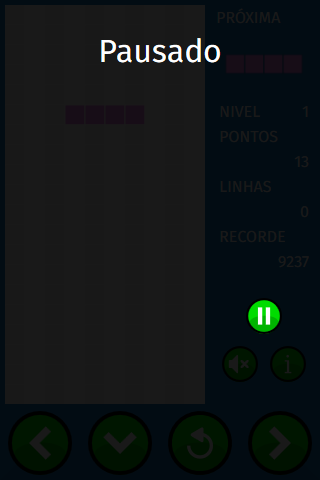 PRÓXIMA
Pausado
NIVEL 1
PONTOS
13
LINHAS
0
RECORDE
9237
i